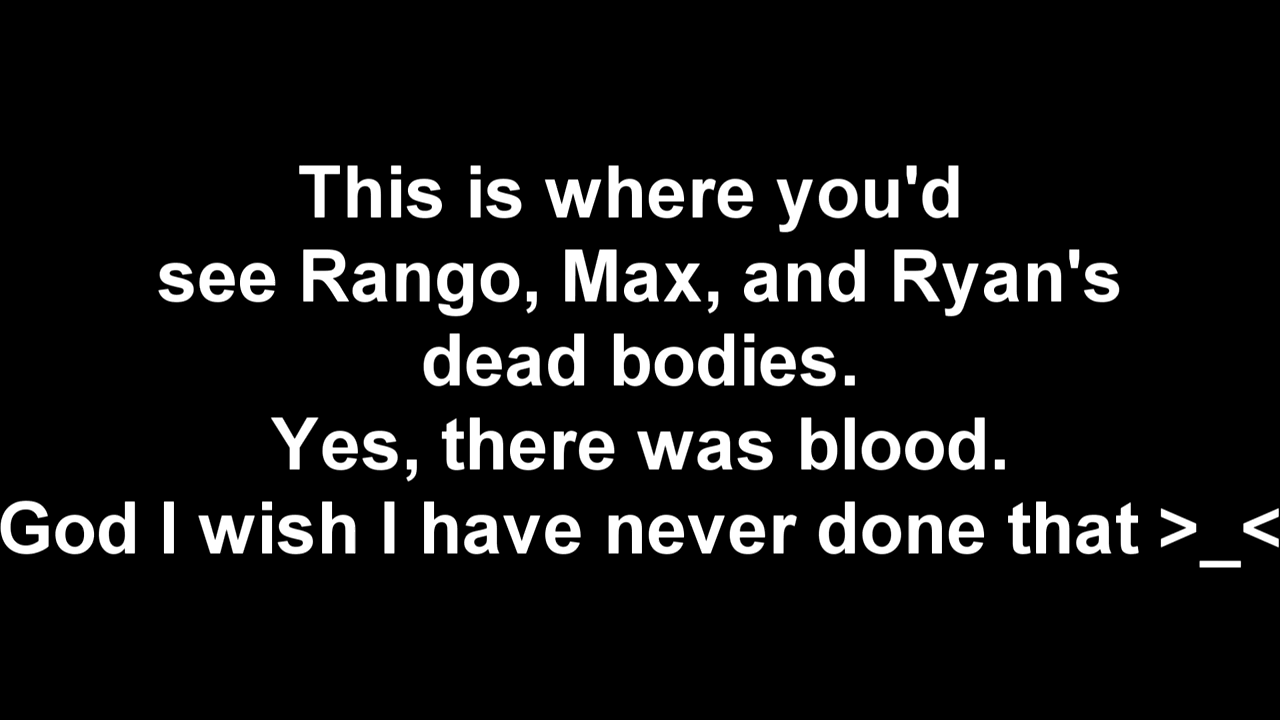 This is where you'd
see Rango, Max, and Ryan's
dead bodies.
Yes, there was blood.
God I wish I have never done that >_<